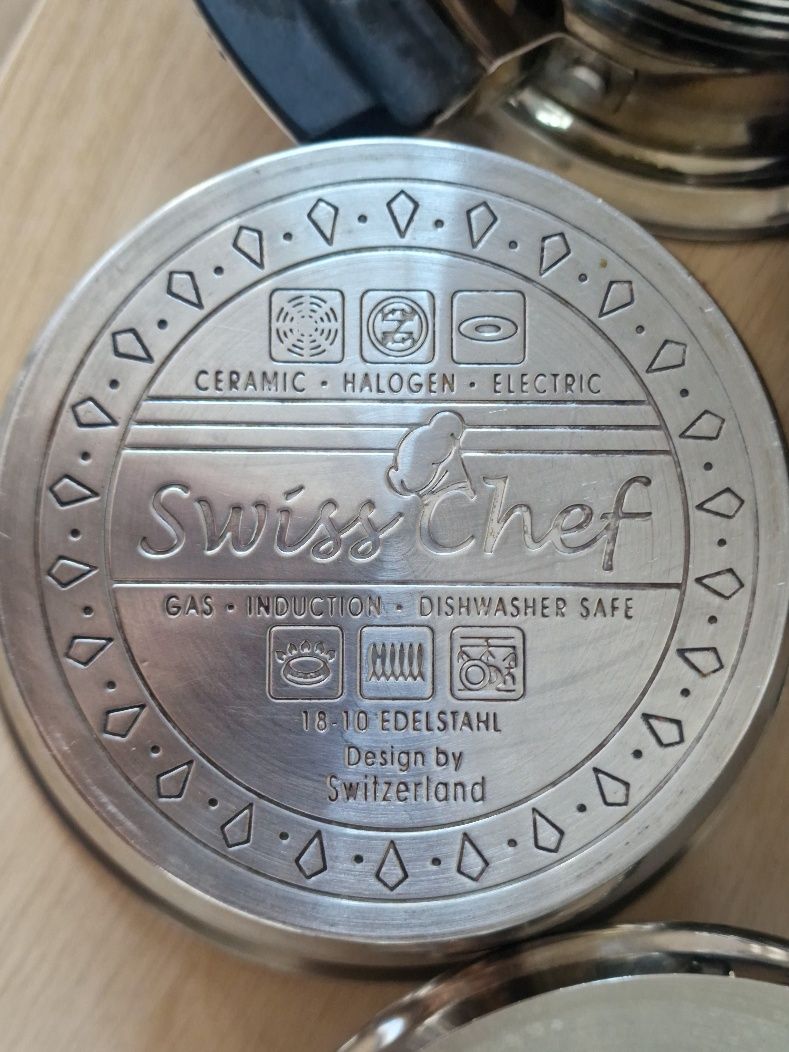 CERAMIC • HALOGEN • ELECTRIC
Swiss Chef
GAS • INDUCTION • DISHWASHER SAFE
18-10 EDELSTAHL
Design by
Switzerland